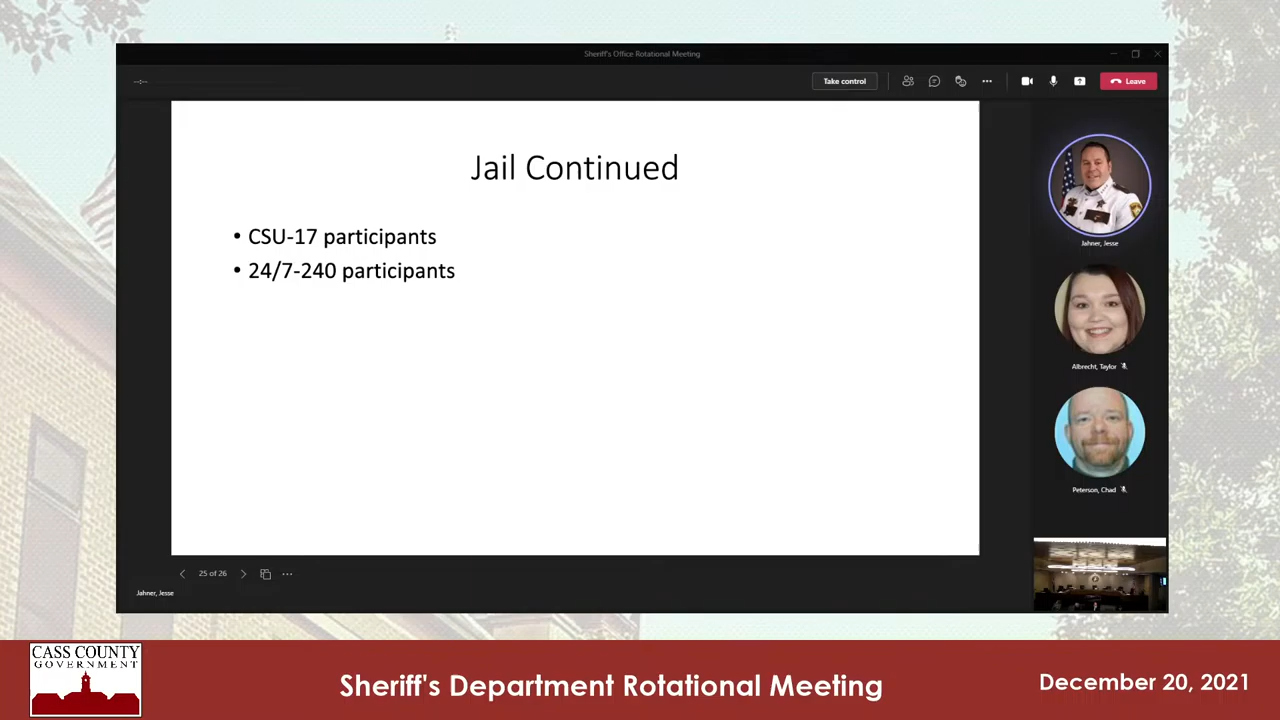 Sheriff's Office Rotational Meeting
--:--
Take control
Leave
Jail Continued
• CSU-17 participants
• 24/7-240 participants
Jahner, Jesse
Albrecht, Taylor
Peterson, Chad
25 of 26
Jahner, Jesse
CASS COUNTY
GOVERNMENT
Sheriff's Department Rotational Meeting
December 20, 2021